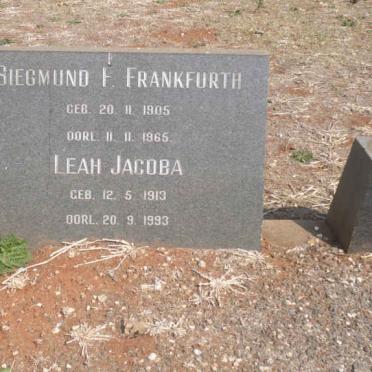 SIEGMUND F. FRANKFURTH
GEB. 20. 11. 1905
OORL. 11. 11. 1965.
LEAH JACOBA
GEB. 12. 5. 1913
OORL. 20. 9. 1993